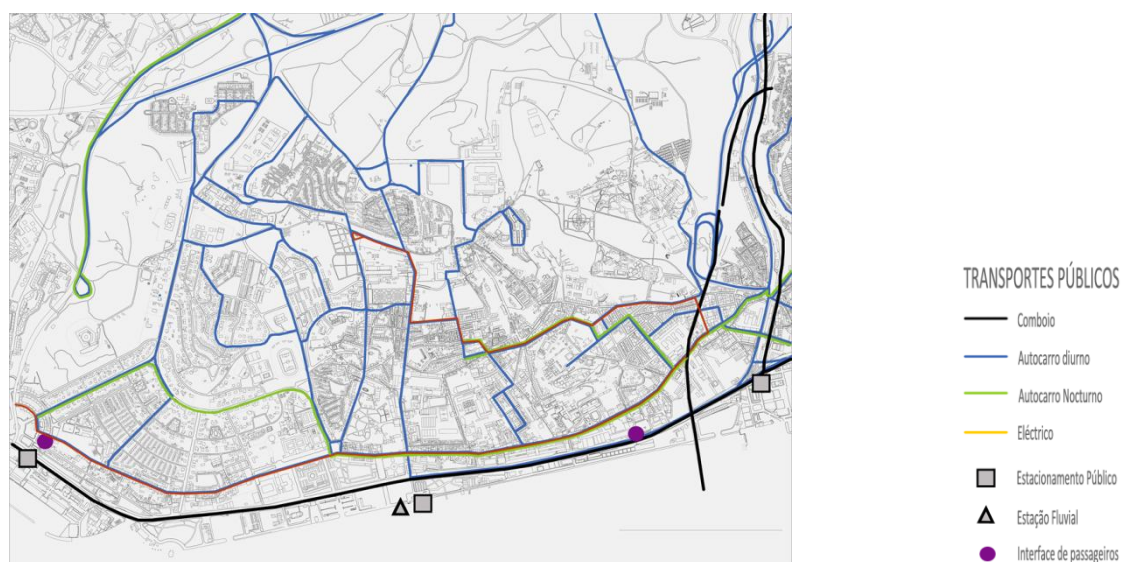 TRANSPORTES PÚBLICOS
Comboio
Autocarro diurno
Autocarro Nocturno
Eléctrico
Estacionamento Público
Estação Fluvial
Interface de passageiros